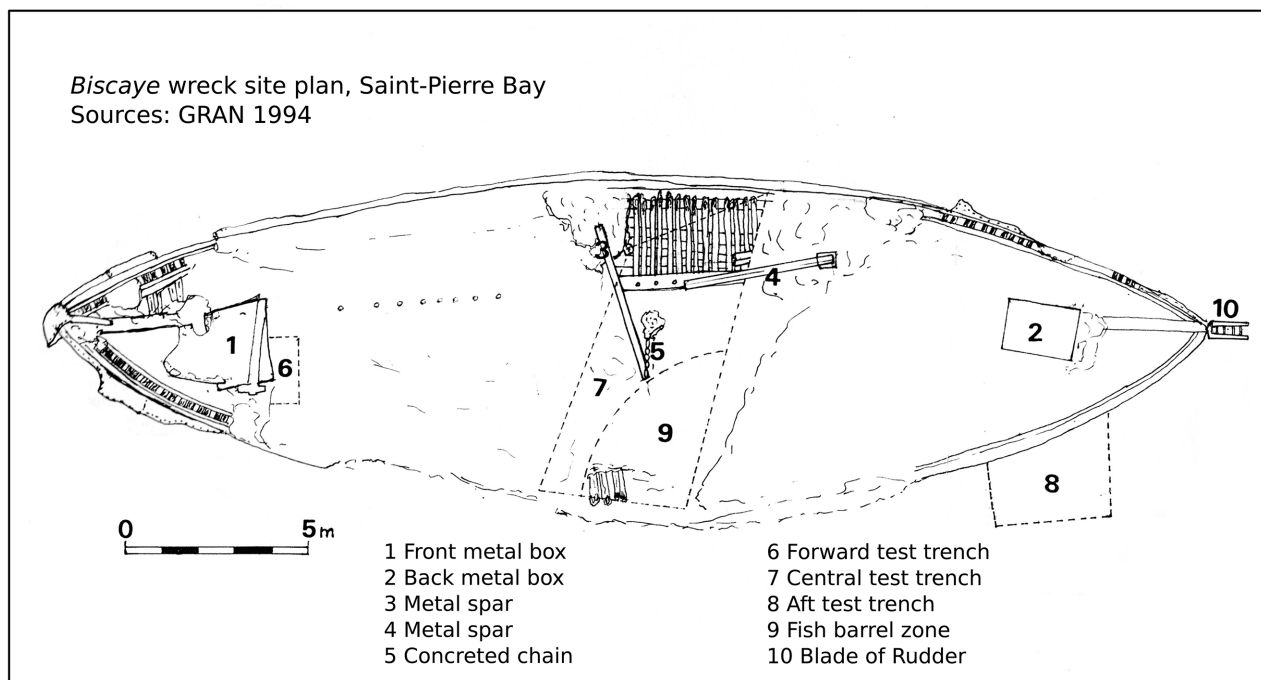 Biscaye wreck site plan, Saint-Pierre Bay
Sources: GRAN 1994
10
3
4
2
1
5
6
7
9
8
0 5 m
1 Front metal box
2 Back metal box
3 Metal spar
4 Metal spar
5 Concreted chain
6 Forward test trench
7 Central test trench
8 Aft test trench
9 Fish barrel zone
10 Blade of Rudder